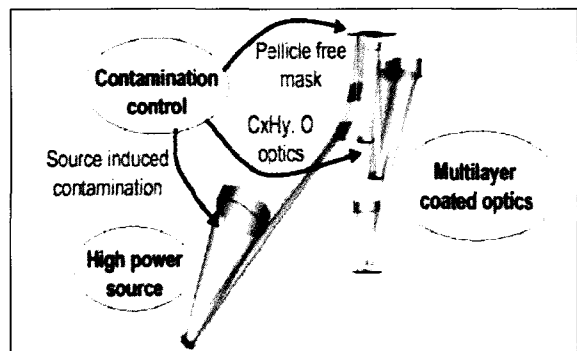 Pellicle free
mask
Contamination
control
CxHy, O
optics
Source induced
contamination
Multilayer
coated optics
High power
source